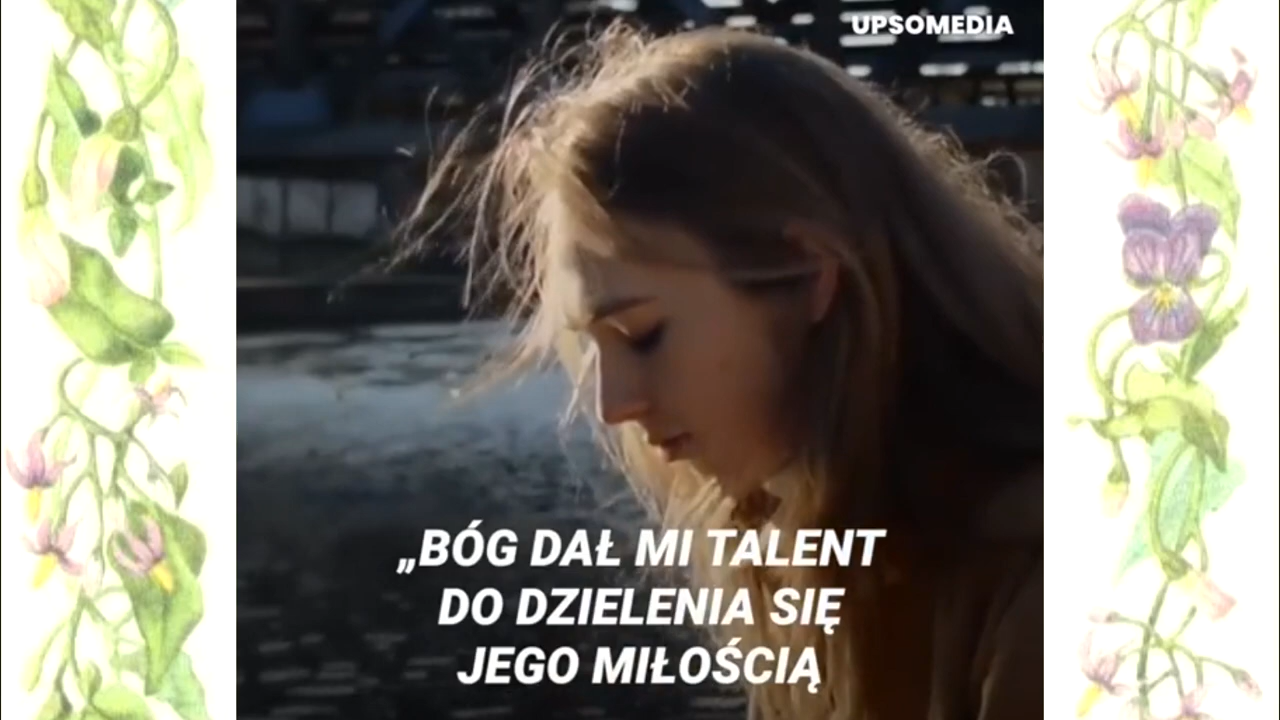 UPSOMEDIA
„BÓG DAŁ MI TALENT
DO DZIELENIA SIĘ
JEGO MIŁOŚCIĄ